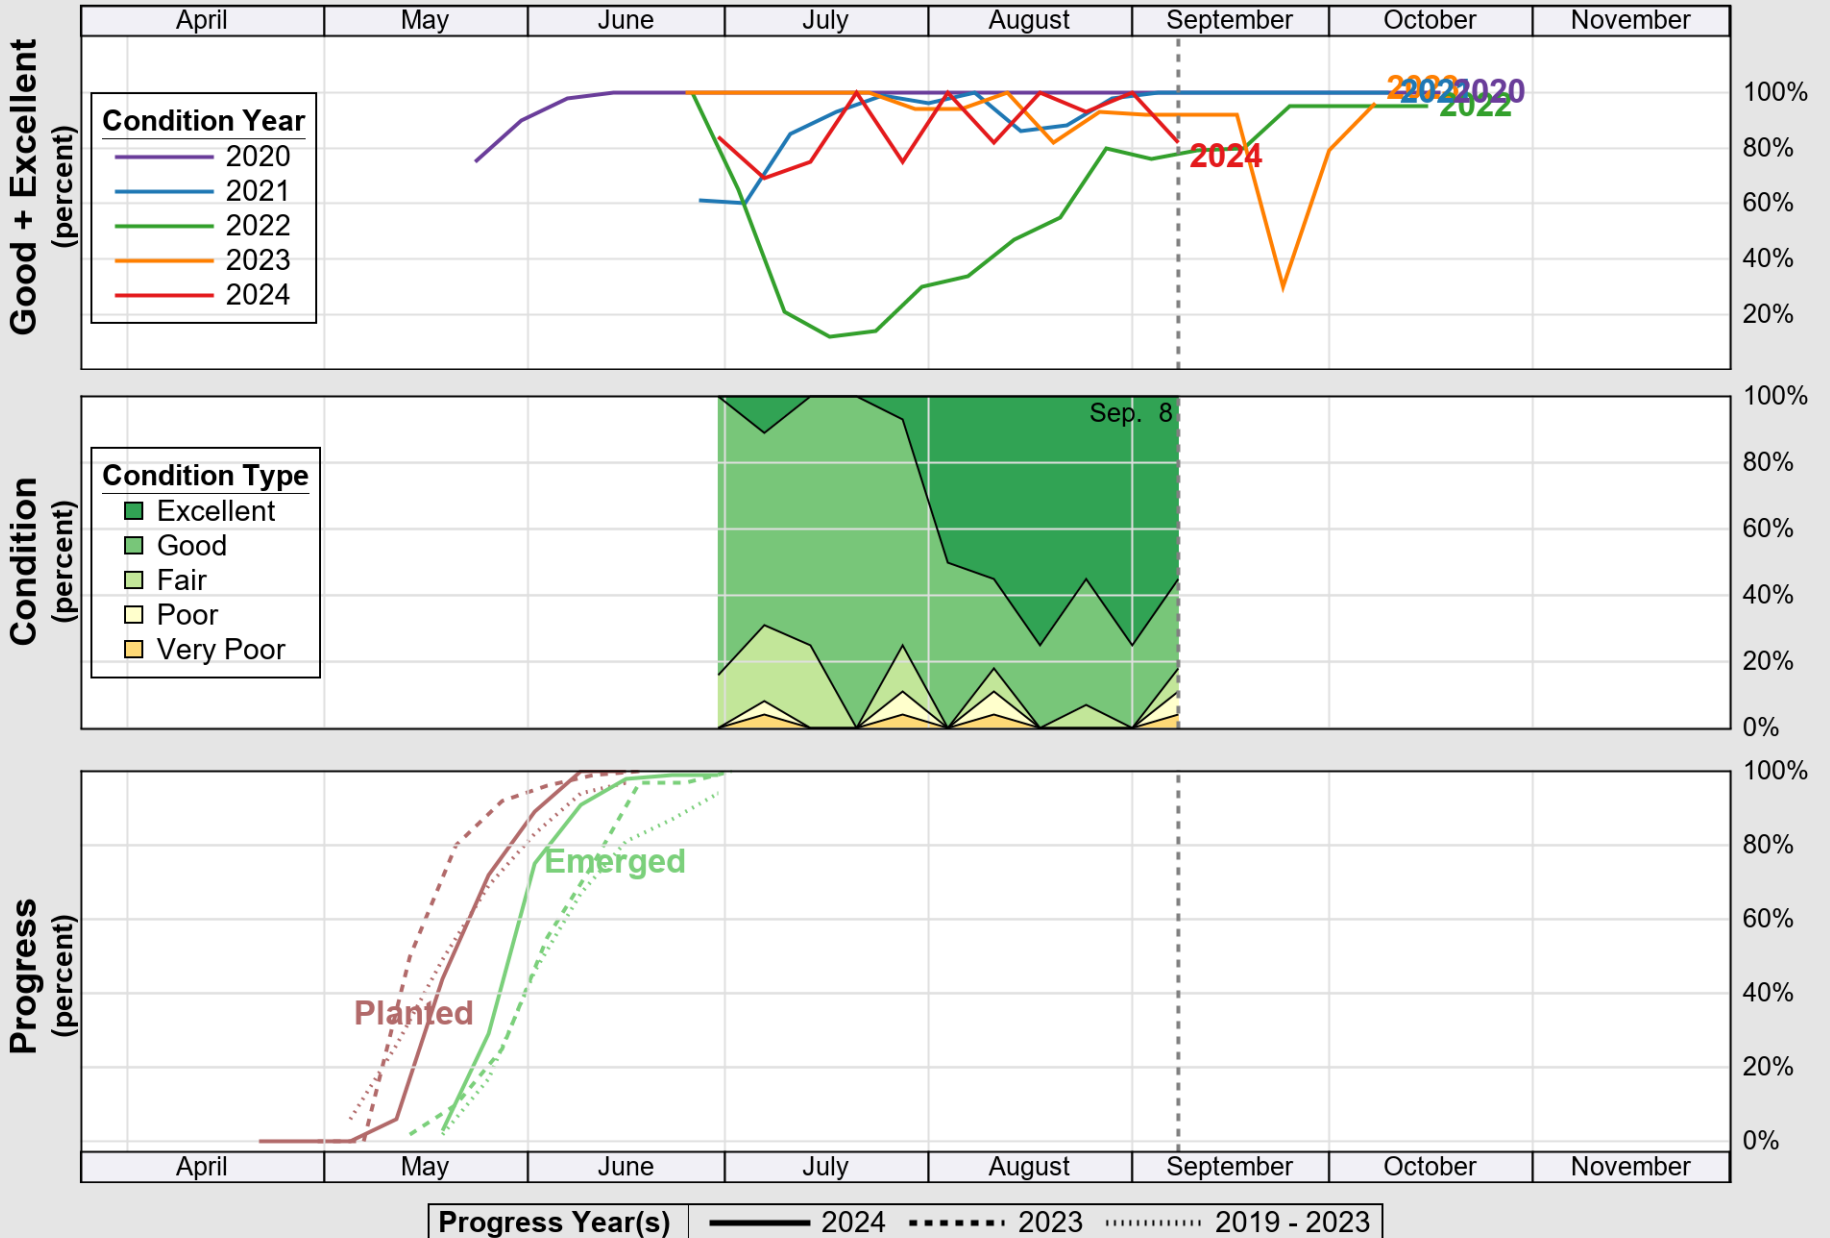 April May June July August September October November
Good + Excellent
(percent)
Condition Year
2020
2021
2022
2023
2024
100%
80%
60%
40%
20%
2023
2021
2020
2022
2024
Condition
(percent)
Condition Type
Excellent
Good
Fair
Poor
Very Poor
Sep. 8
100%
80%
60%
40%
20%
0%
Progress
(percent)
Planted
Emerged
100%
80%
60%
40%
20%
0%
April May June July August September October November
Progress Year(s) 2024 2023 2019 - 2023